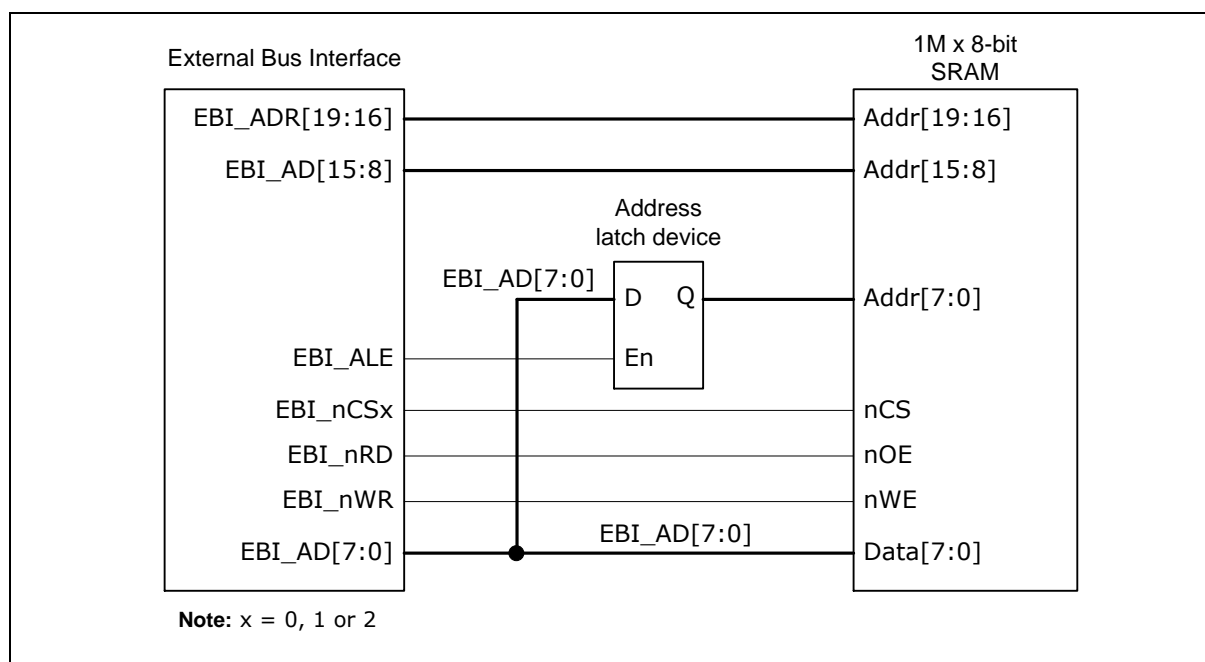 External Bus Interface
1M x 8-bit
SRAM
EBI_ADR[19:16]
Addr[19:16]
EBI_AD[15:8]
Addr[15:8]
Address
latch device
EBI_AD[7:0]
D
Q
Addr[7:0]
EBI_ALE
En
EBI_nCSx
nCS
EBI_nRD
nOE
EBI_nWR
nWE
EBI_AD[7:0]
EBI_AD[7:0]
Data[7:0]
Note: x = 0, 1 or 2